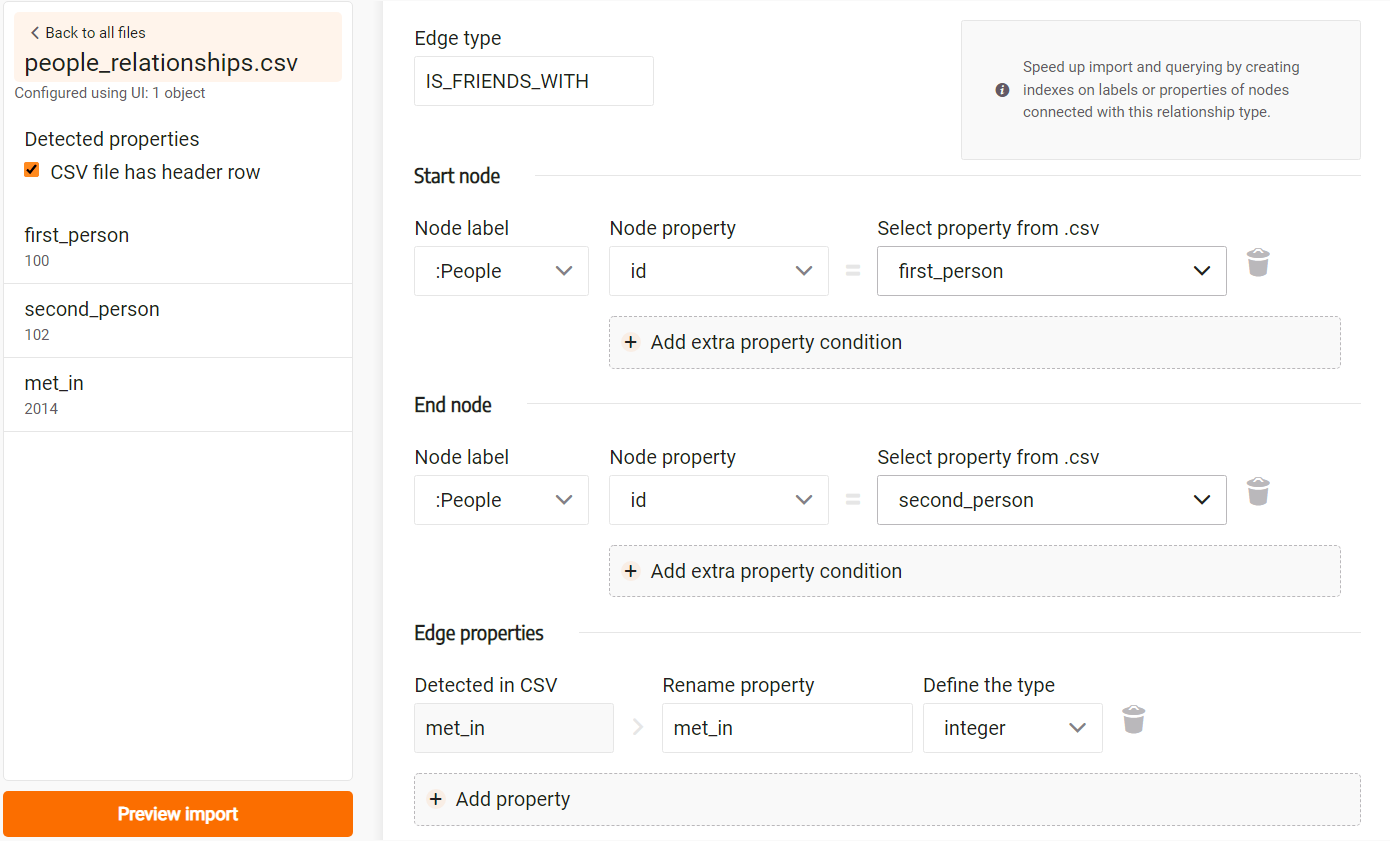 Back to all files
people_relationships.csv
Configured using UI: 1 object
Detected properties
CSV file has header row
first_person
100
second_person
102
met_in
2014
Preview import
Edge type
IS_FRIENDS_WITH
Speed up import and querying by creating
indexes on labels or properties of nodes
connected with this relationship type.
Start node
Node label Node property Select property from .csv
:People id = first_person
+ Add extra property condition
End node
Node label Node property Select property from .csv
:People id = second_person
+ Add extra property condition
Edge properties
Detected in CSV Rename property Define the type
met_in met_in integer
+ Add property